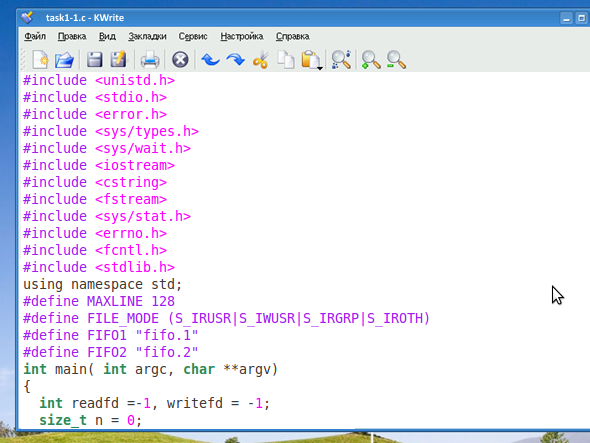 task1-1.c - KWrite
Файл Правка Вид Закладки Сервис Настройка Справка
#include <unistd.h>
#include <stdio.h>
#include <error.h>
#include <sys/types.h>
#include <sys/wait.h>
#include <iostream>
#include <cstring>
#include <fstream>
#include <sys/stat.h>
#include <errno.h>
#include <fcntl.h>
#include <stdlib.h>
using namespace std;
#define MAXLINE 128
#define FILE_MODE (S_IRUSR|S_IWUSR|S_IRGRP|S_IROTH)
#define FIFO1 "fifo.1"
#define FIFO2 "fifo.2"
int main( int argc, char **argv)
{
int readfd =-1, writefd = -1;
size_t n = 0;